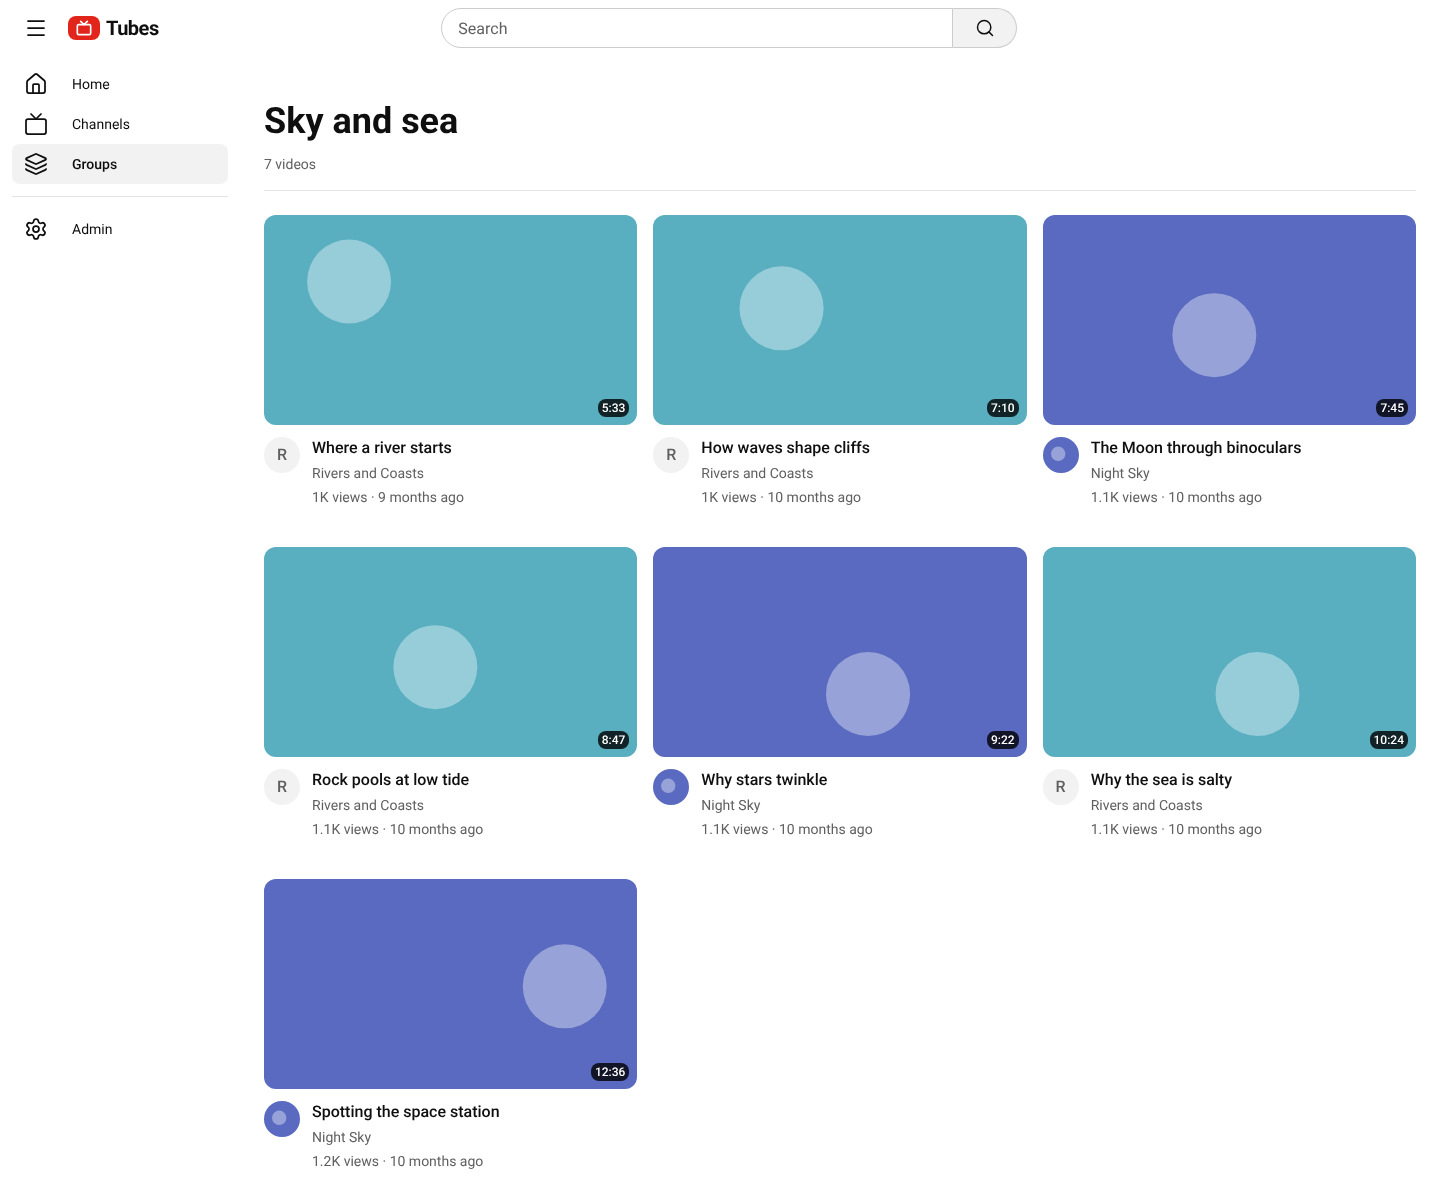 Tubes
Search
Home
Channels
Groups
Admin
Sky and sea
7 videos
5:33
R
Where a river starts
Rivers and Coasts
1K views · 9 months ago
7:10
R
How waves shape cliffs
Rivers and Coasts
1K views · 10 months ago
7:45
The Moon through binoculars
Night Sky
1.1K views · 10 months ago
8:47
R
Rock pools at low tide
Rivers and Coasts
1.1K views · 10 months ago
9:22
Why stars twinkle
Night Sky
1.1K views · 10 months ago
10:24
R
Why the sea is salty
Rivers and Coasts
1.1K views · 10 months ago
12:36
Spotting the space station
Night Sky
1.2K views · 10 months ago